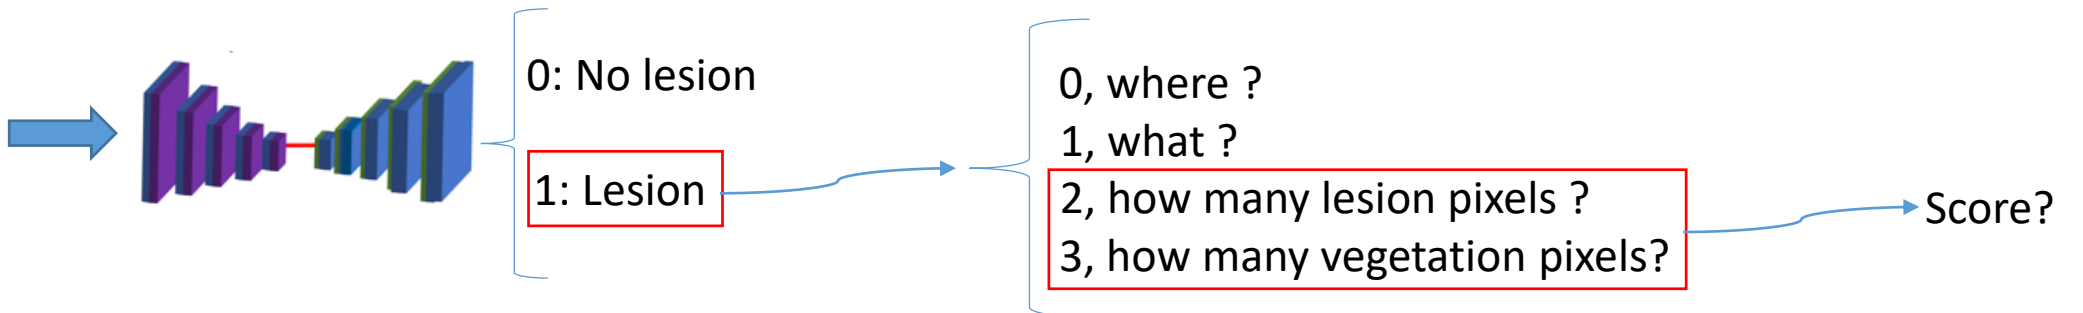 0: No lesion
1: Lesion
0, where ?
1, what ?
2, how many lesion pixels ?
3, how many vegetation pixels?
Score?